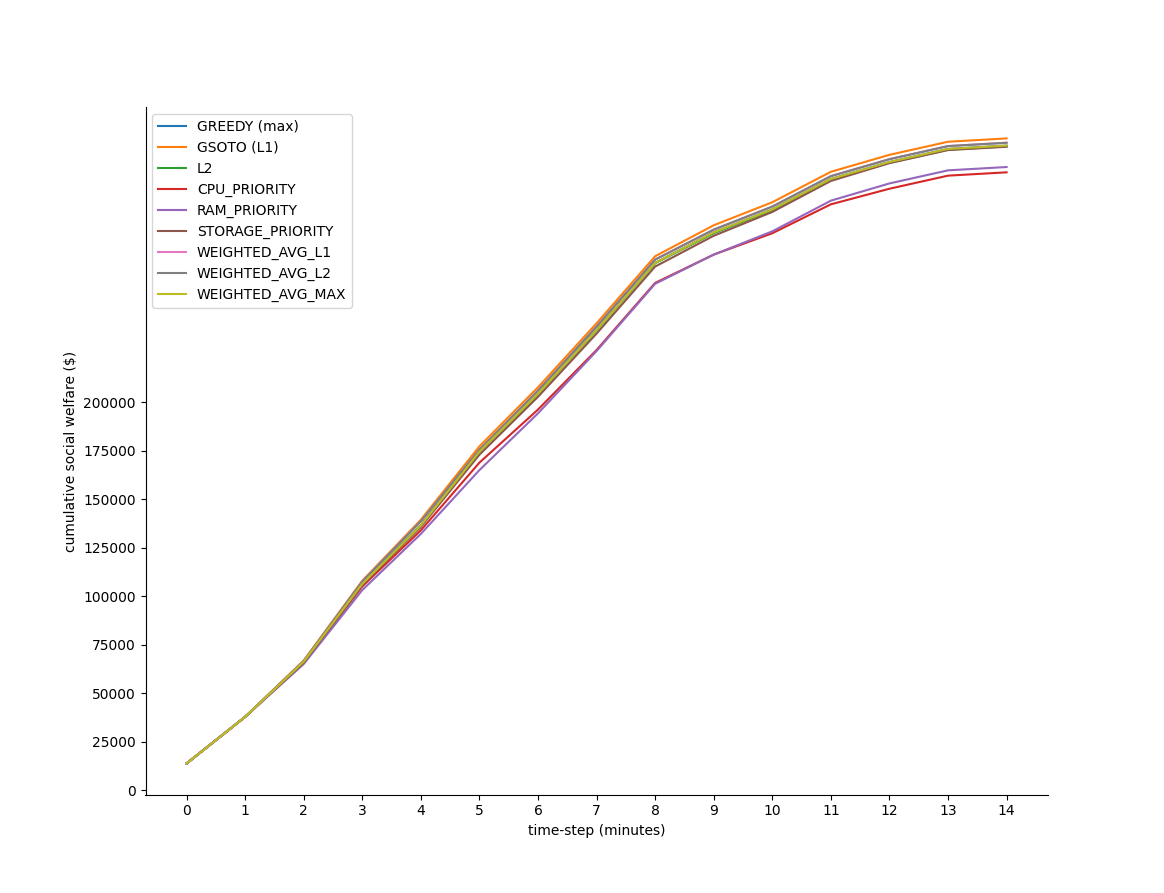 GREEDY (max)
GSOTO (L1)
L2
CPU_PRIORITY
RAM_PRIORITY
STORAGE_PRIORITY
WEIGHTED_AVG_L1
WEIGHTED_AVG_L2
WEIGHTED_AVG_MAX
cumulative social welfare ($)
200000
175000
150000
125000
100000
75000
50000
25000
0
0 1 2 3 4 5 6 7 8 9 10 11 12 13 14
time-step (minutes)